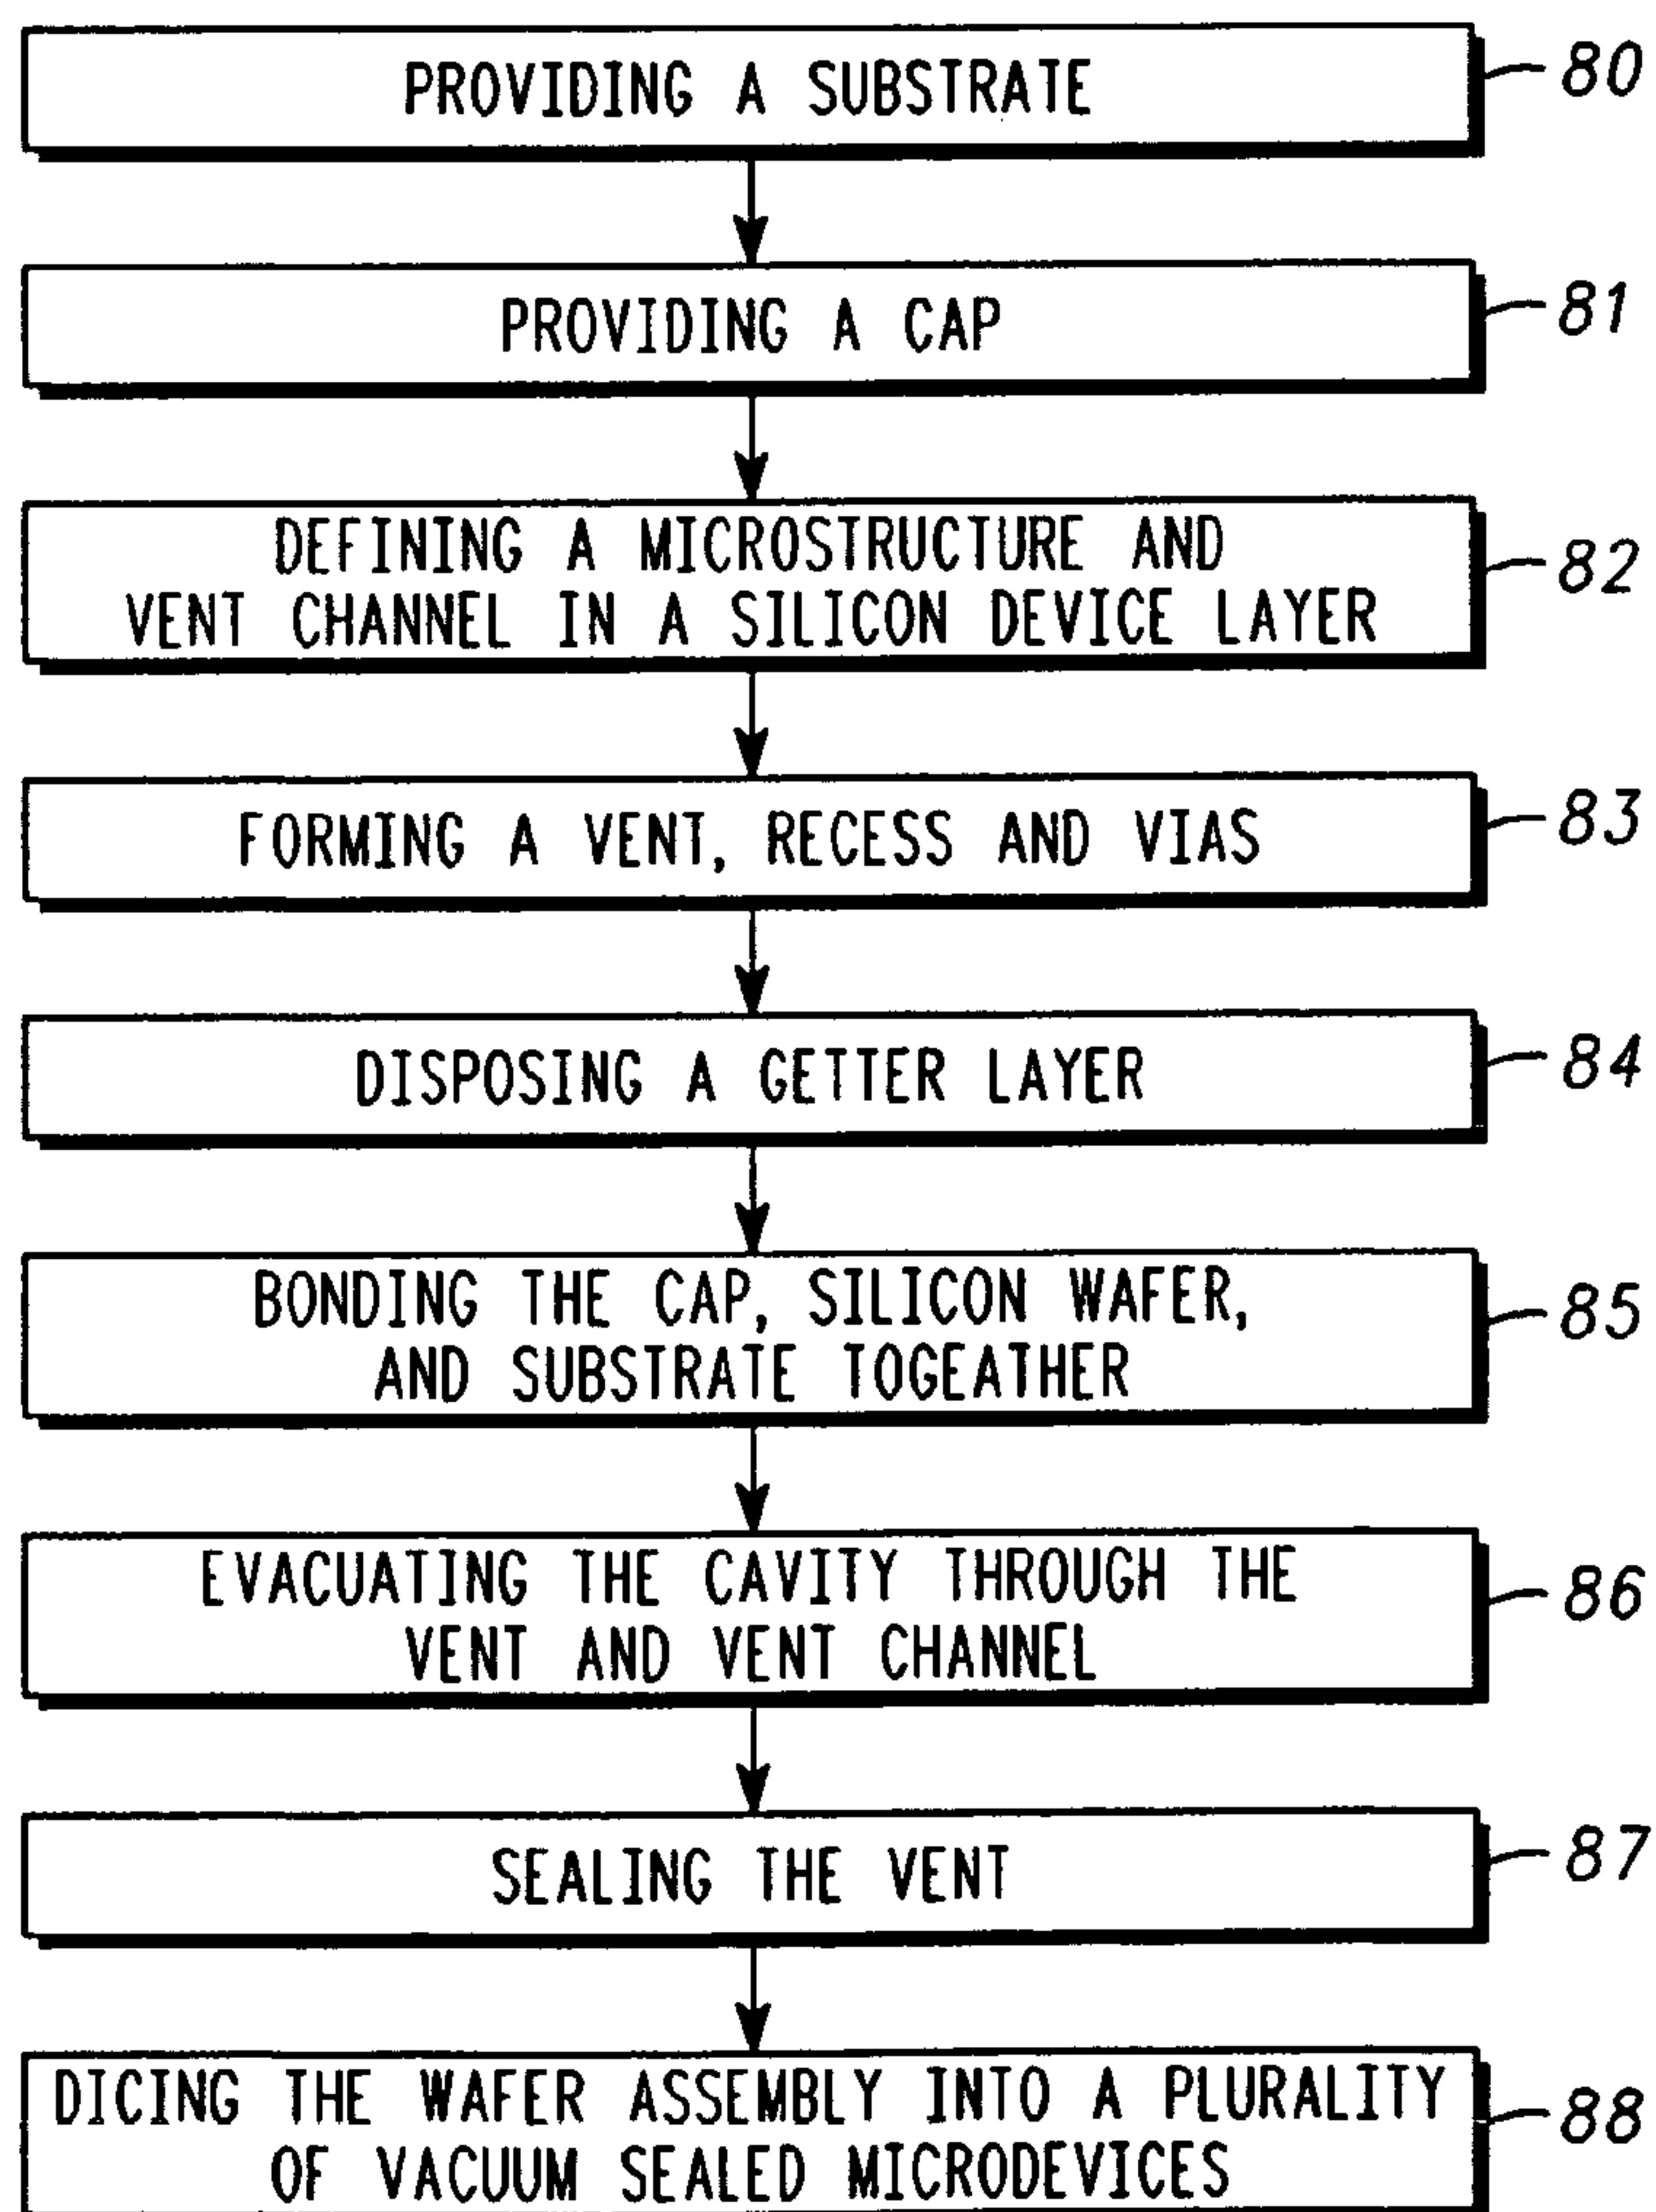 PROVIDING A SUBSTRATE 80
PROVIDING A CAP 81
DEFINING A MICROSTRUCTURE AND
VENT CHANNEL IN A SILICON DEVICE LAYER 82
FORMING A VENT, RECESS AND VIAS 83
DISPOSING A GETTER LAYER 84
BONDING THE CAP, SILICON WAFER,
AND SUBSTRATE TOGEATHER 85
EVACUATING THE CAVITY THROUGH THE
VENT AND VENT CHANNEL 86
SEALING THE VENT 87
DICING THE WAFER ASSEMBLY INTO A PLURALITY
OF VACUUM SEALED MICRODEVICES 88